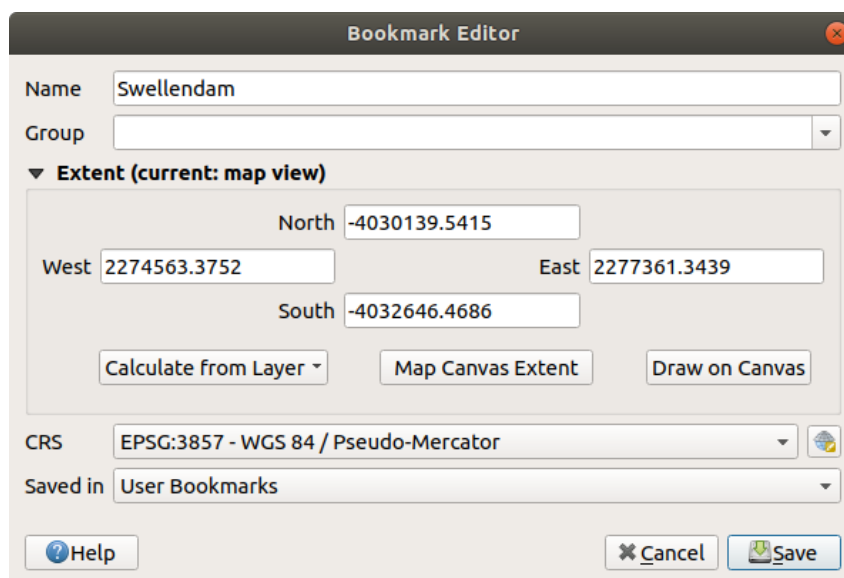 Bookmark Editor
Name Swellendam
Group
Extent (current: map view)
North -4030139.5415
West 2274563.3752 East 2277361.3439
South -4032646.4686
Calculate from Layer Map Canvas Extent Draw on Canvas
CRS EPSG:3857 - WGS 84 / Pseudo-Mercator
Saved in User Bookmarks
Help Cancel Save